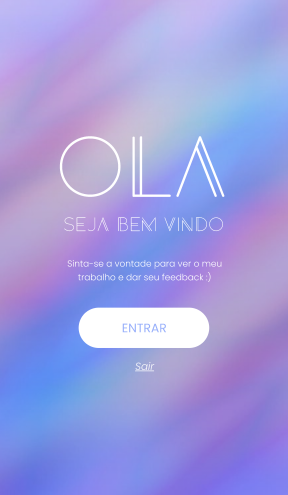 OLA
SEJA BEM VINDO
Sinta-se a vontade para ver o meu
trabalho e dar seu feedback :)
ENTRAR
Sair